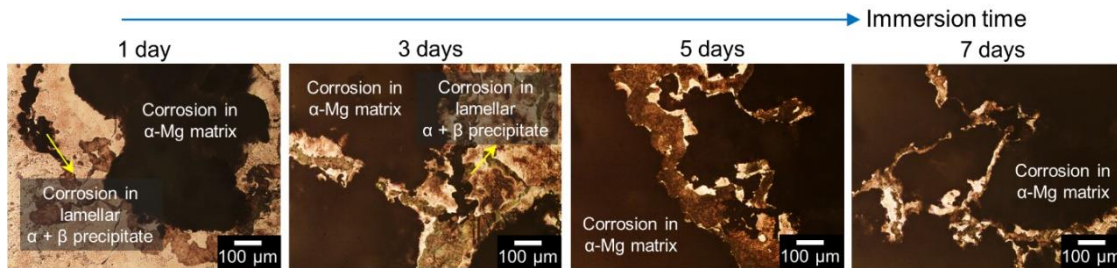 Immersion time
1 day
3 days
5 days
7 days
Corrosion in
α-Mg matrix
Corrosion in
lamellar
α + β precipitate
100 μm
Corrosion in
α-Mg matrix
Corrosion in
lamellar
α + β precipitate
100 μm
Corrosion in
α-Mg matrix
100 μm
Corrosion in
α-Mg matrix
100 μm